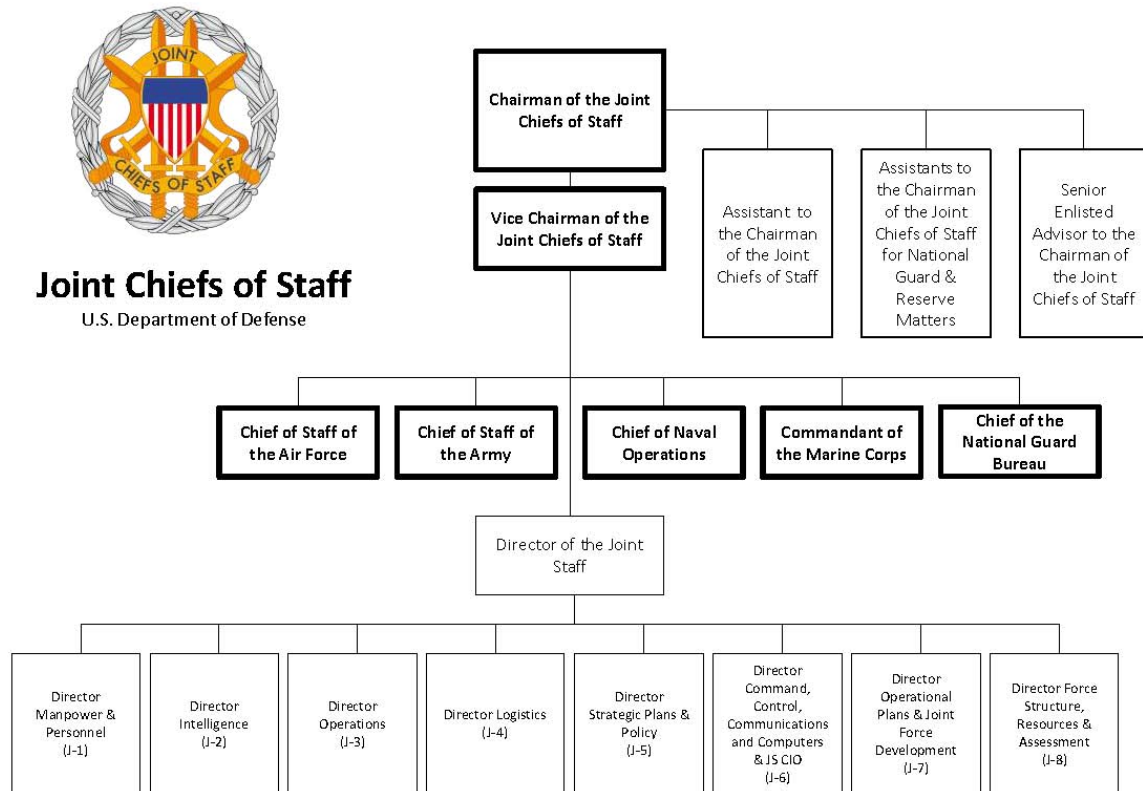 JOINT
CHIEFS OF STAFF
Joint Chiefs of Staff
U.S. Department of Defense
Chairman of the Joint
Chiefs of Staff
Vice Chairman of the
Joint Chiefs of Staff
Assistant to
the Chairman
of the Joint
Chiefs of Staff
Assistants to
the Chairman
of the Joint
Chiefs of Staff
for National
Guard &
Reserve
Matters
Senior
Enlisted
Advisor to the
Chairman of
the Joint
Chiefs of Staff
Chief of Staff of
the Air Force
Chief of Staff of
the Army
Chief of Naval
Operations
Commandant of
the Marine Corps
Chief of the
National Guard
Bureau
Director of the Joint
Staff
Director
Manpower &
Personnel
(J-1)
Director
Intelligence
(J-2)
Director
Operations
(J-3)
Director Logistics
(J-4)
Director
Strategic Plans &
Policy
(J-5)
Director
Command,
Control,
Communications
and Computers
& JS CIO
(J-6)
Director
Operational
Plans & Joint
Force
Development
(J-7)
Director Force
Structure,
Resources &
Assessment
(J-8)